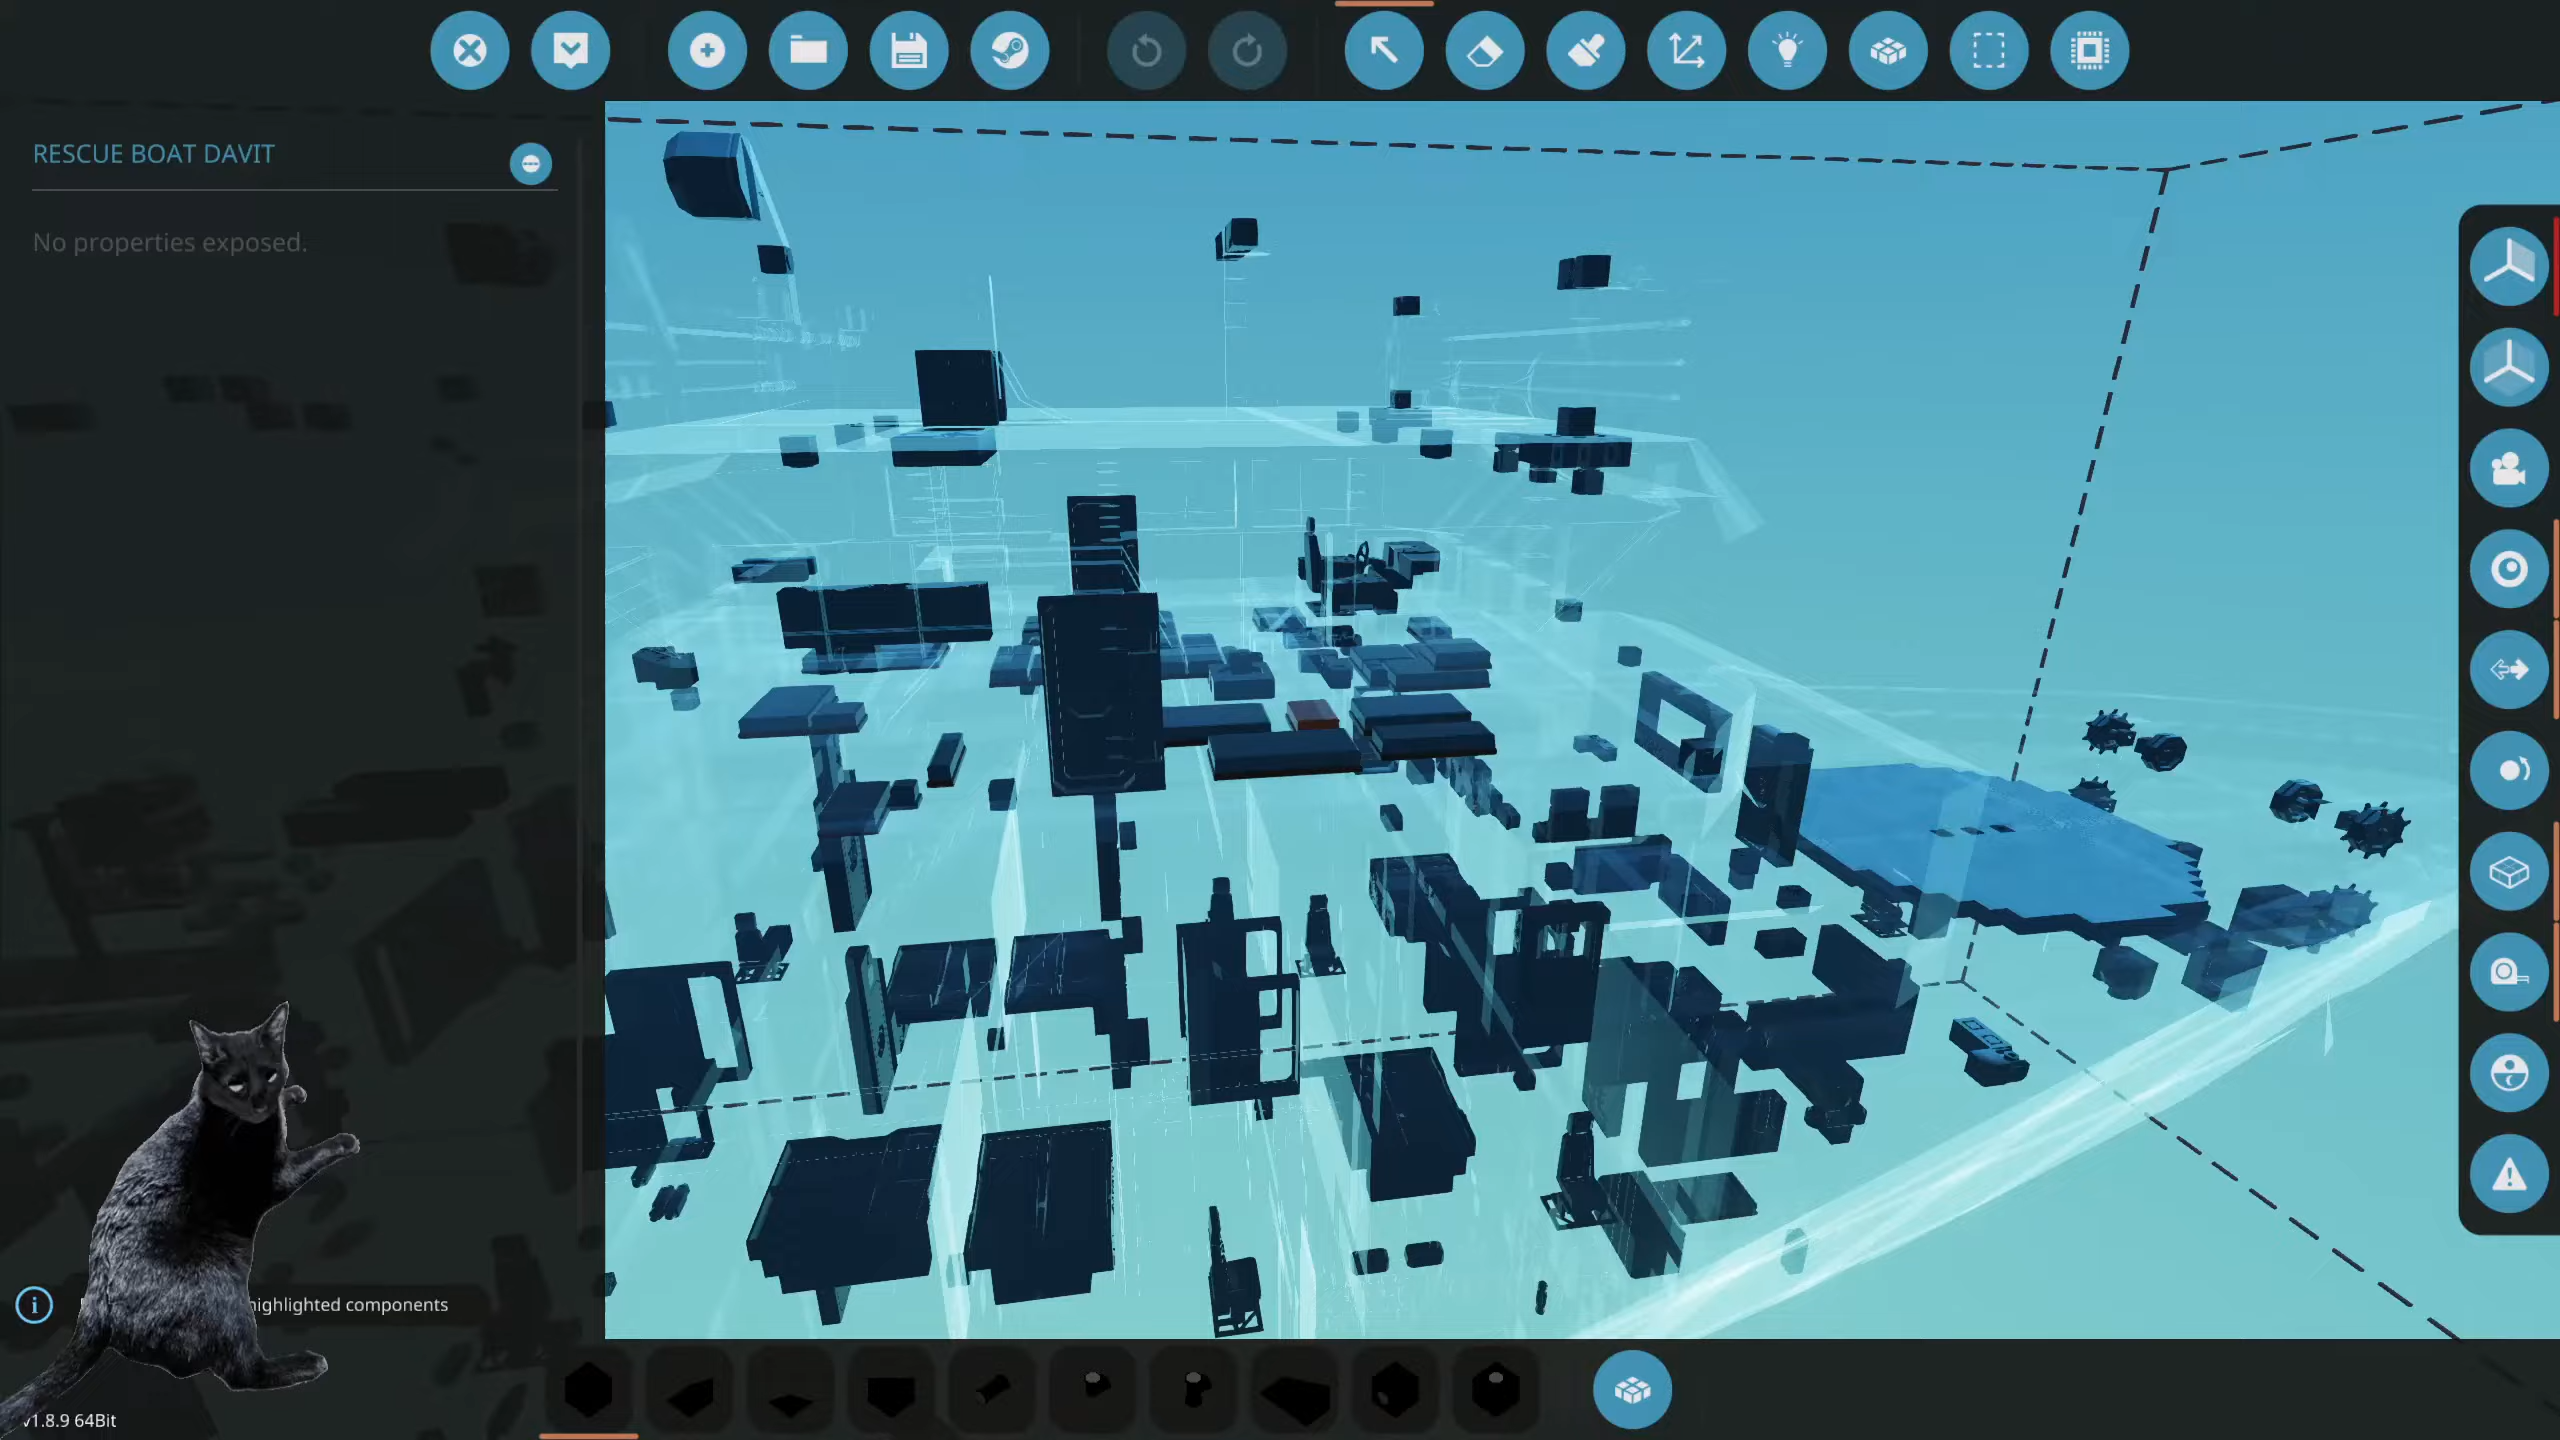 RESCUE BOAT DAVIT
No properties exposed.
highlighted components
v1.8.9 64Bit